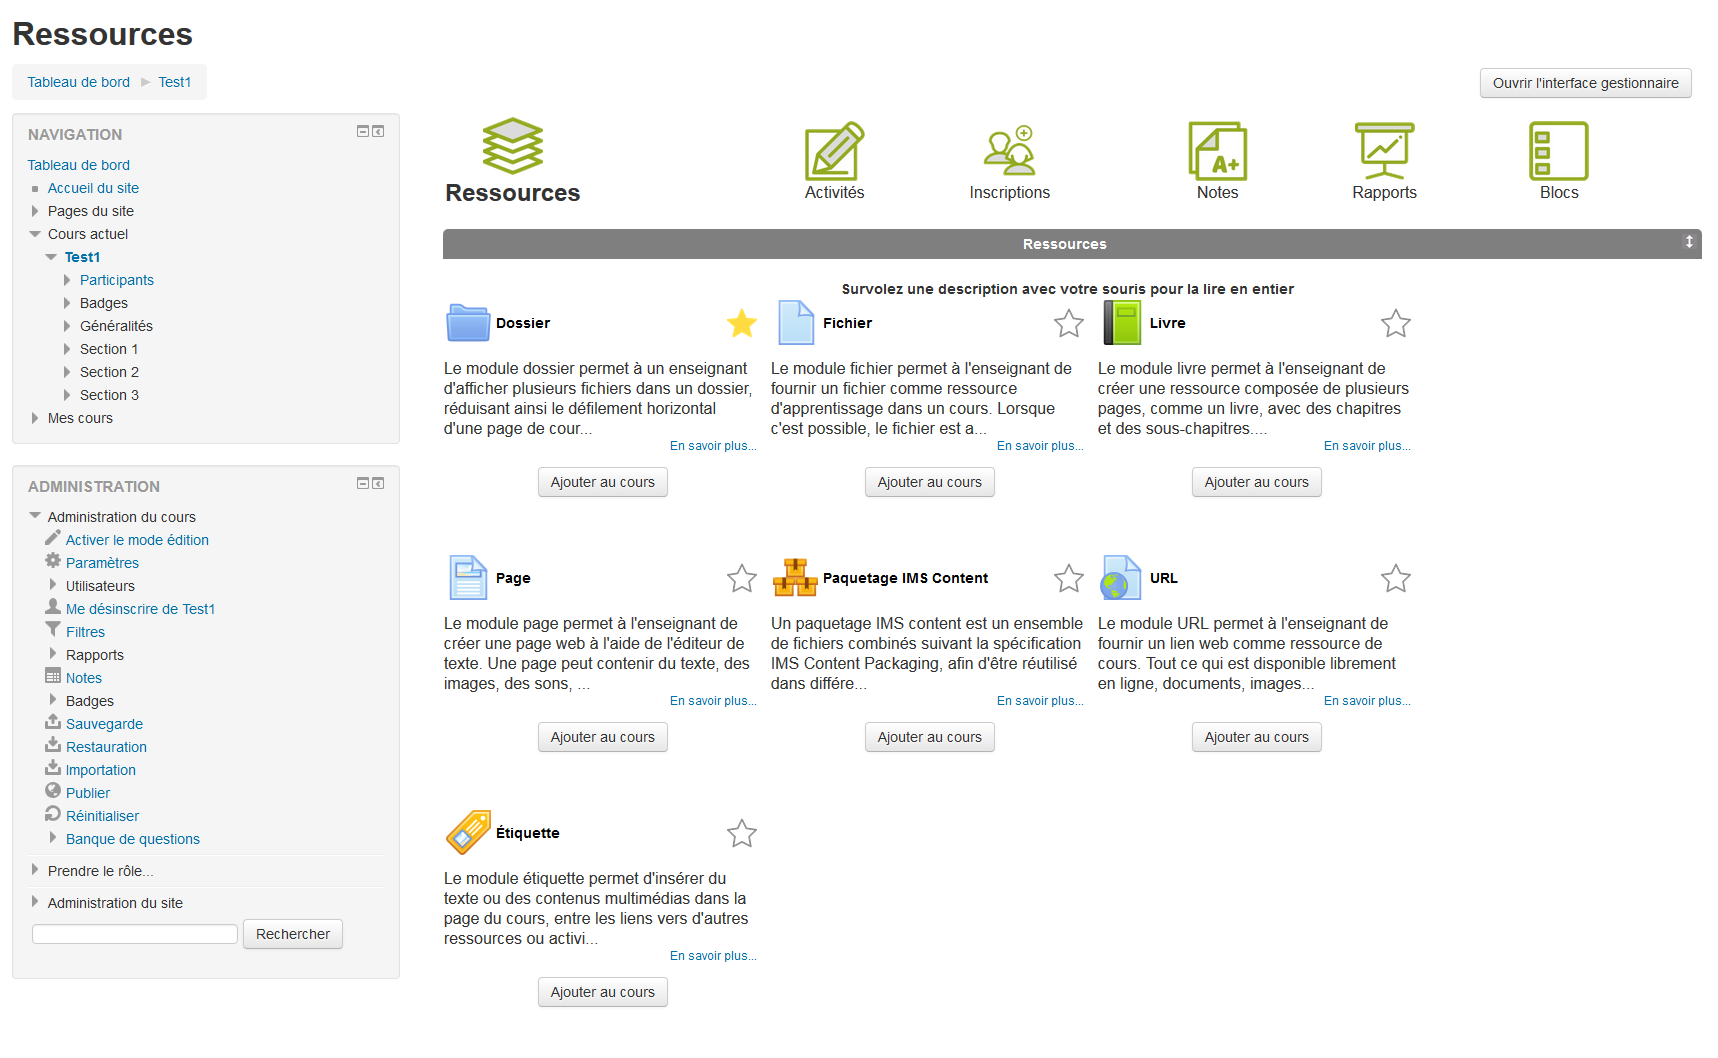 Ressources
Tableau de bord Test1
Ouvrir l'interface gestionnaire
NAVIGATION
Tableau de bord
Accueil du site
Pages du site
Cours actuel
Test1
Participants
Badges
Généralités
Section 1
Section 2
Section 3
Mes cours
ADMINISTRATION
Administration du cours
Activer le mode édition
Paramètres
Utilisateurs
Me désinscrire de Test1
Filtres
Rapports
Notes
Badges
Sauvegarde
Restauration
Importation
Publier
Réinitialiser
Banque de questions
Prendre le rôle...
Administration du site
Rechercher
Ressources
Activités
Inscriptions
A+
Notes
Rapports
Blocs
Ressources
Survolez une description avec votre souris pour la lire en entier
Dossier
Le module dossier permet à un enseignant
d'afficher plusieurs fichiers dans un dossier,
réduisant ainsi le défilement horizontal
d'une page de cour...
En savoir plus...
Ajouter au cours
Fichier
Le module fichier permet à l'enseignant de
fournir un fichier comme ressource
d'apprentissage dans un cours. Lorsque
c'est possible, le fichier est a...
En savoir plus...
Ajouter au cours
Livre
Le module livre permet à l'enseignant de
créer une ressource composée de plusieurs
pages, comme un livre, avec des chapitres
et des sous-chapitres....
En savoir plus...
Ajouter au cours
Page
Le module page permet à l'enseignant de
créer une page web à l'aide de l'éditeur de
texte. Une page peut contenir du texte, des
images, des sons, ...
En savoir plus...
Ajouter au cours
Paquetage IMS Content
Un paquetage IMS content est un ensemble
de fichiers combinés suivant la spécification
IMS Content Packaging, afin d'être réutilisé
dans différe...
En savoir plus...
Ajouter au cours
URL
Le module URL permet à l'enseignant de
fournir un lien web comme ressource de
cours. Tout ce qui est disponible librement
en ligne, documents, images...
En savoir plus...
Ajouter au cours
Étiquette
Le module étiquette permet d'insérer du
texte ou des contenus multimédias dans la
page du cours, entre les liens vers d'autres
ressources ou activi...
En savoir plus...
Ajouter au cours